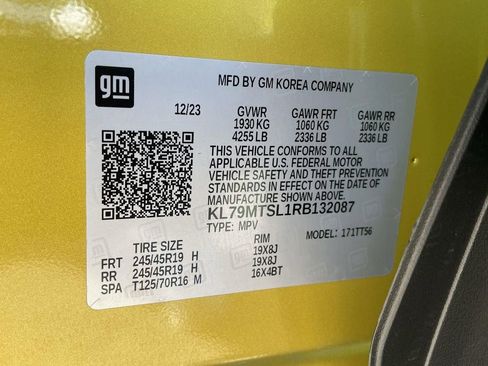 gm
MFD BY GM KOREA COMPANY
12/23 GVWR GAWR FRT GAWR RR
1930 KG 1060 KG 1060 KG
4255 LB 2336 LB 2336 LB
THIS VEHICLE CONFORMS TO ALL
APPLICABLE U.S. FEDERAL MOTOR
VEHICLE SAFETY AND THEFT PREVENTION
STANDARDS IN EFFECT ON THE DATE OF
MANUFACTURE SHOWN ABOVE.
KL79MTSL1RB132087
TYPE: MPV MODEL: 171TT56
TIRE SIZE RIM
FRT 245/45R19 H 19X8J
RR 245/45R19 H 19X8J
SPA T125/70R16 M 16X4BT